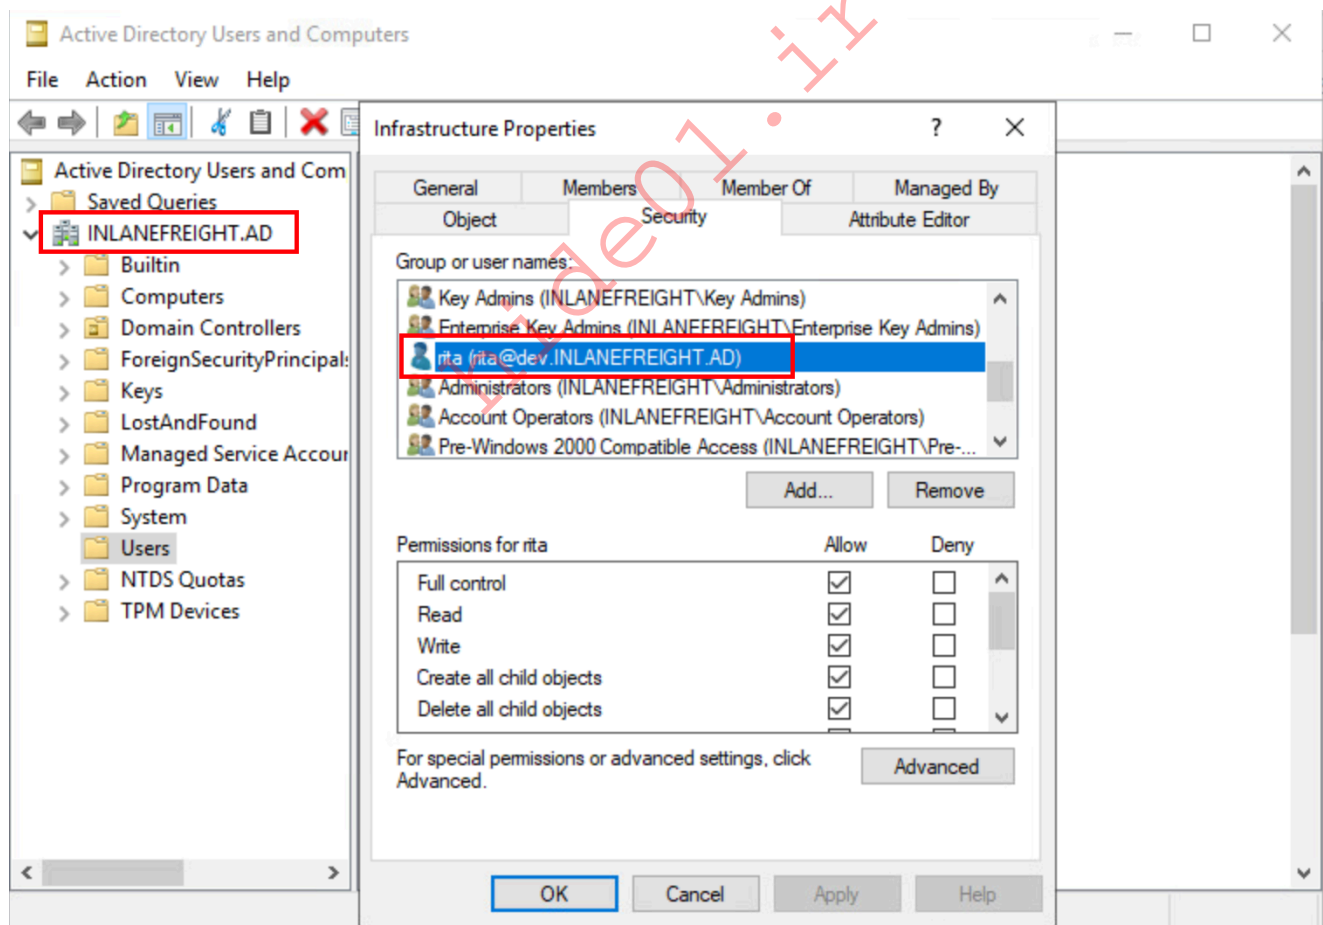 Active Directory Users and Computers
File Action View Help
Infrastructure Properties ?
Active Directory Users and Com
Saved Queries
INLANEFREIGHT.AD
Builtin
Computers
Domain Controllers
ForeignSecurityPrincipals
Keys
LostAndFound
Managed Service Accour
Program Data
System
Users
NTDS Quotas
TPM Devices
General Members Member Of Managed By
Object Security Attribute Editor
Group or user names:
Key Admins (INLANEFREIGHT\Key Admins)
Enterprise Key Admins (INLANEFREIGHT\Enterprise Key Admins)
rita (rita@dev.INLANEFREIGHT.AD)
Administrators (INLANEFREIGHT\Administrators)
Account Operators (INLANEFREIGHT\Account Operators)
Pre-Windows 2000 Compatible Access (INLANEFREIGHT\Pre-...
Add... Remove
Permissions for rita Allow Deny
Full control
Read
Write
Create all child objects
Delete all child objects
For special permissions or advanced settings, click
Advanced.
Advanced
OK Cancel Apply Help
hide01.ir